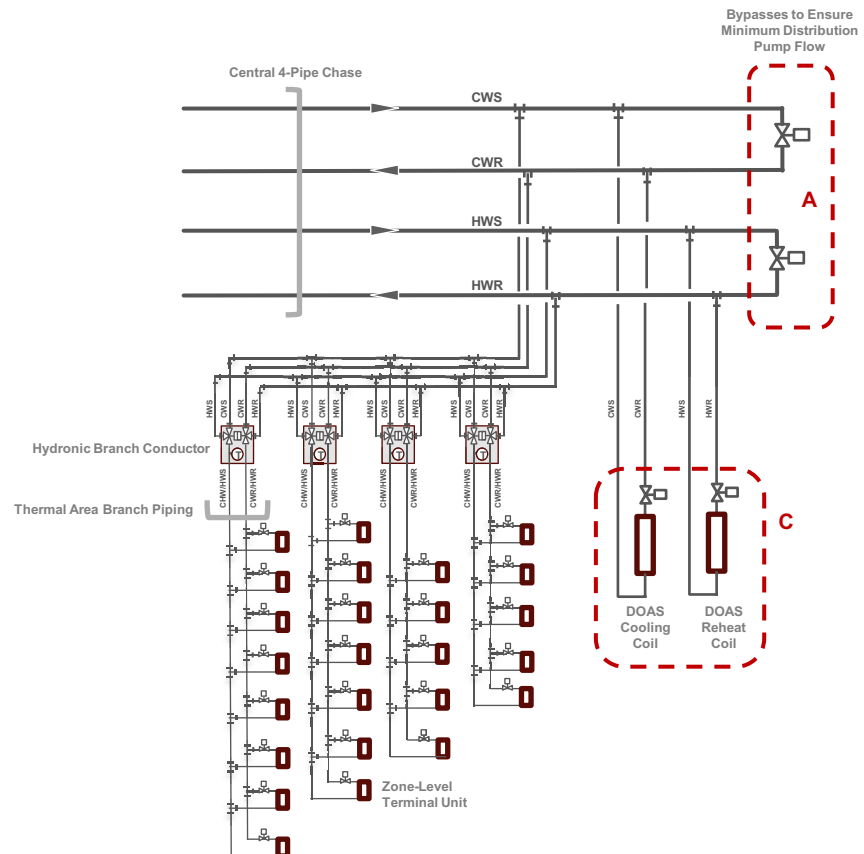 Bypasses to Ensure
Minimum Distribution
Pump Flow
Central 4-Pipe Chase
CWS
CWR
A
HWS
HWR
HWS
CWS
CWR
HWR
HWS
CWS
CWR
HWR
HWS
CWS
CWR
HWR
HWS
CWS
CWR
HWR
CWS
CWR
HWS
HWR
Hydronic Branch Conductor
T
T
T
T
CHW/HWS
CWR/HWR
CHW/HWS
CWR/HWR
CHW/HWS
CWR/HWR
CHW/HWS
CWR/HWR
Thermal Area Branch Piping
C
DOAS
Cooling
Coil
DOAS
Reheat
Coil
Zone-Level
Terminal Unit